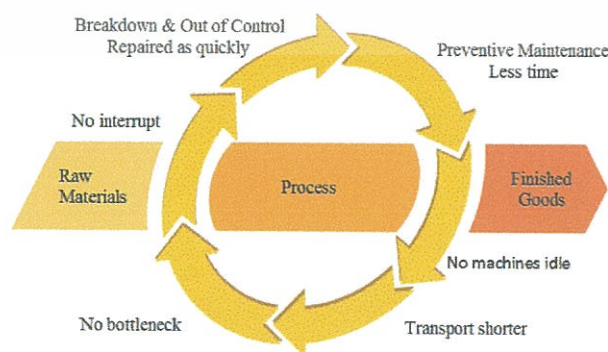 Breakdown & Out of Control
Repaired as quickly
Preventive Maintenance
Less time
No interrupt
Raw
Materials
Process
Finished
Goods
No machines idle
No bottleneck
Transport shorter